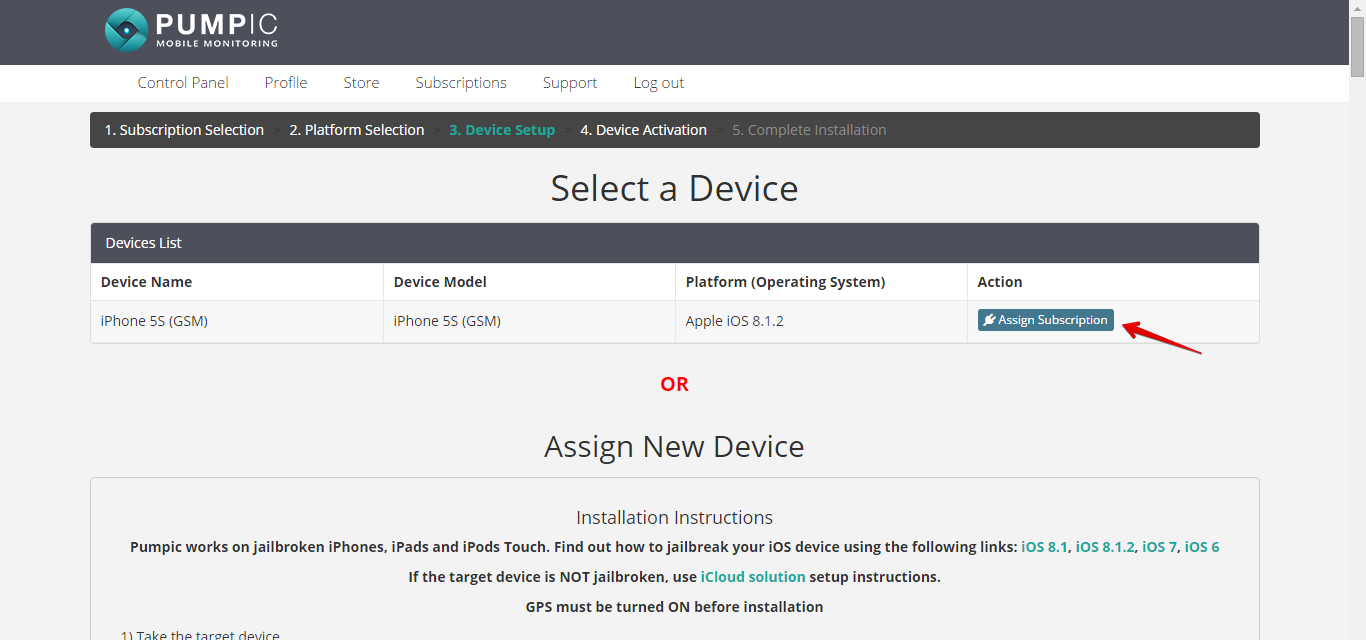 PUMPIC
MOBILE MONITORING
Control Panel Profile Store Subscriptions Support Log out
1. Subscription Selection > 2. Platform Selection > 3. Device Setup > 4. Device Activation > 5. Complete Installation
Select a Device
Devices List
Device Name Device Model Platform (Operating System) Action
iPhone 5S (GSM) iPhone 5S (GSM) Apple iOS 8.1.2 Assign Subscription
OR
Assign New Device
Installation Instructions
Pumpic works on jailbroken iPhones, iPads and iPods Touch. Find out how to jailbreak your iOS device using the following links: iOS 8.1, iOS 8.1.2, iOS 7, iOS 6
If the target device is NOT jailbroken, use iCloud solution setup instructions.
GPS must be turned ON before installation
1) Take the target device